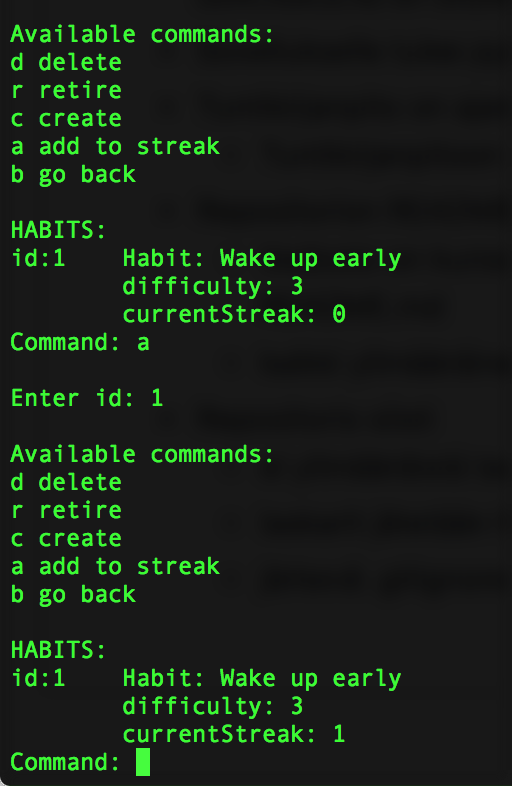 Available commands:
d delete
r retire
c create
a add to streak
b go back
HABITS:
id:1    Habit: Wake up early
        difficulty: 3
        currentStreak: 0
Command: a
Enter id: 1
Available commands:
d delete
r retire
c create
a add to streak
b go back
HABITS:
id:1    Habit: Wake up early
        difficulty: 3
        currentStreak: 1
Command: